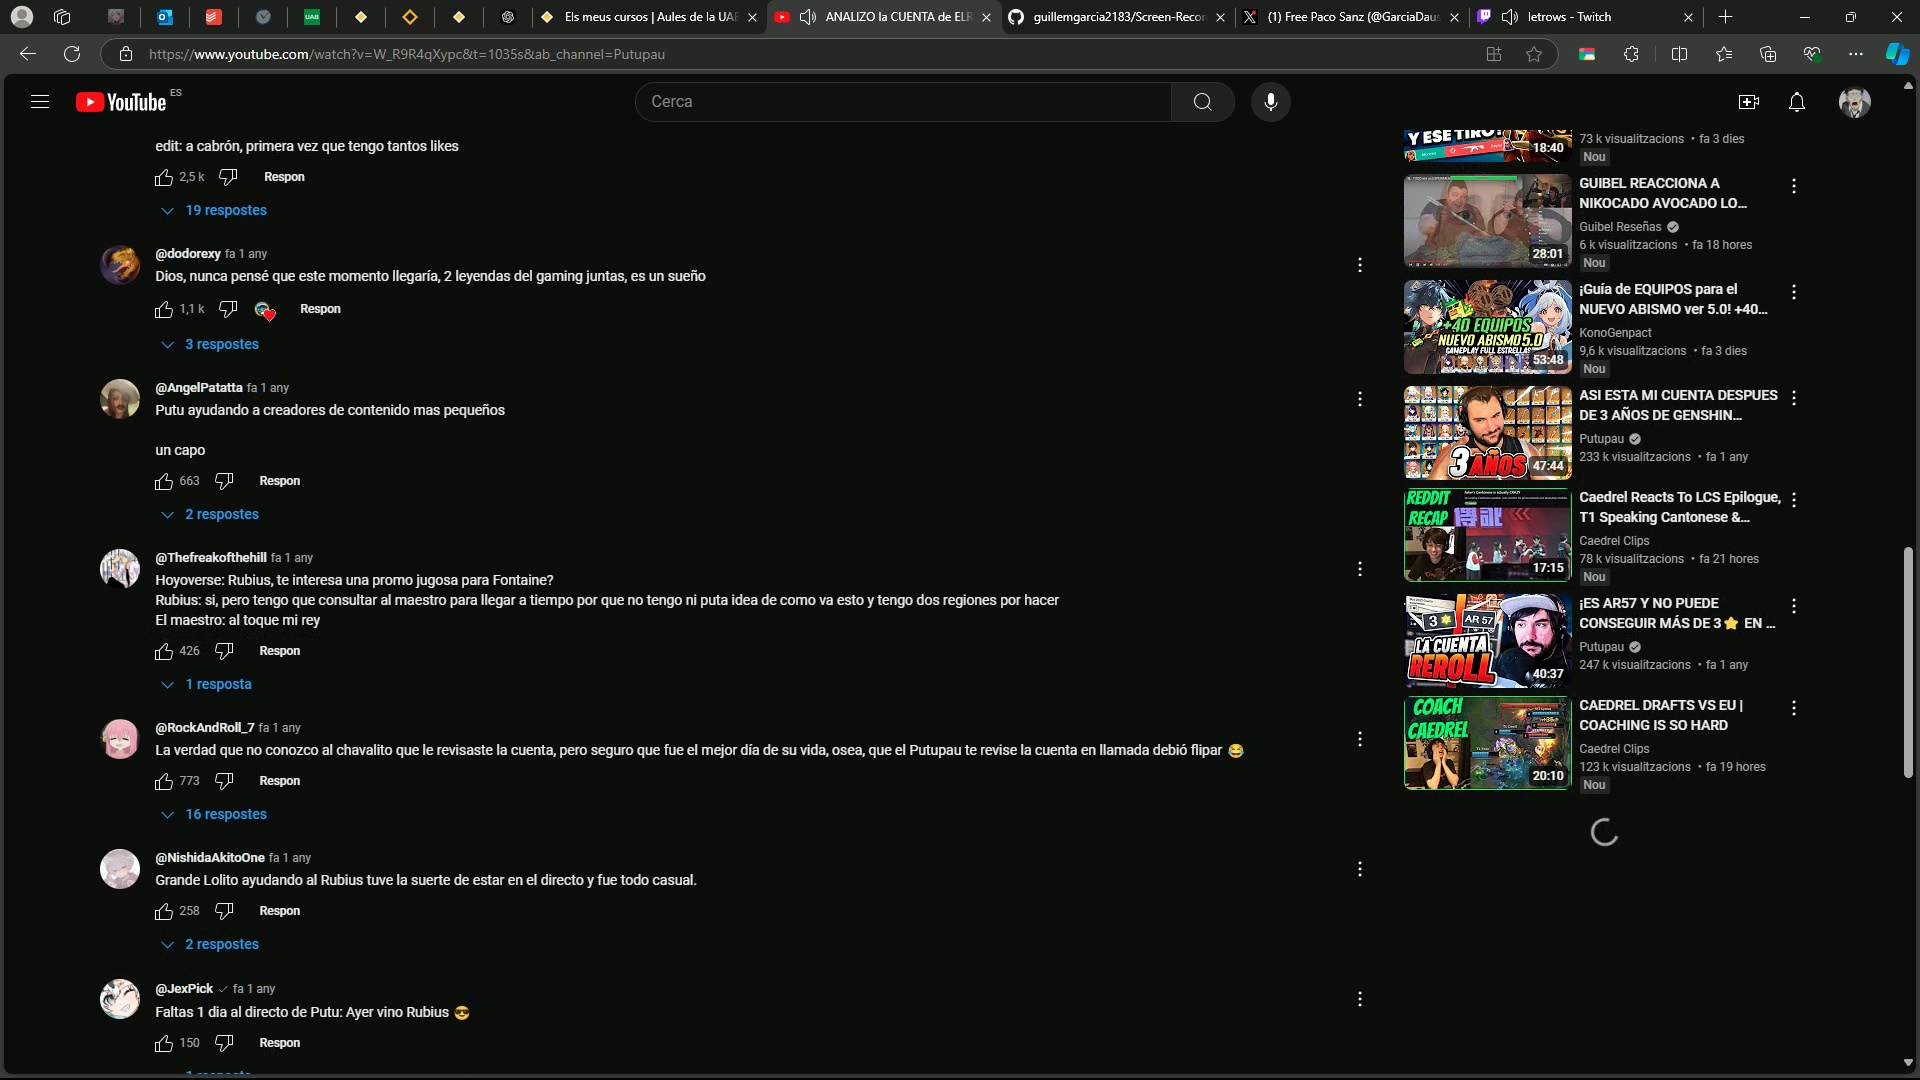 Els meus cursos | Aules de la UAB
ANALIZO la CUENTA de ELR
guillemgarcia2183/Screen-Recor
(1) Free Paco Sanz (@GarciaDaus
letrows - Twitch
https://www.youtube.com/watch?v=W_R9R4qXypc&t=1035s&ab_channel=Putupau
YouTube ES
Cerca
edit: a cabrón, primera vez que tengo tantos likes
2,5 k Respon
19 respostes
@dodorexy fa 1 any
Dios, nunca pensé que este momento llegaría, 2 leyendas del gaming juntas, es un sueño
1,1 k Respon
3 respostes
@AngelPatatta fa 1 any
Putu ayudando a creadores de contenido mas pequeños
un capo
663 Respon
2 respostes
@Thefreakofthehill fa 1 any
Hoyoverse: Rubius, te interesa una promo jugosa para Fontaine?
Rubius: si, pero tengo que consultar al maestro para llegar a tiempo por que no tengo ni puta idea de como va esto y tengo dos regiones por hacer
El maestro: al toque mi rey
426 Respon
1 resposta
@RockAndRoll_7 fa 1 any
La verdad que no conozco al chavalito que le revisaste la cuenta, pero seguro que fue el mejor día de su vida, osea, que el Putupau te revise la cuenta en llamada debió flipar 😂
773 Respon
16 respostes
@NishidaAkitoOne fa 1 any
Grande Lolito ayudando al Rubius tuve la suerte de estar en el directo y fue todo casual.
258 Respon
2 respostes
@JexPick fa 1 any
Faltas 1 dia al directo de Putu: Ayer vino Rubius 😎
150 Respon
1 resposta
Y ESE TIRO?
18:40
73 k visualitzacions • fa 3 dies
Nou
28:01
GUIBEL REACCIONA A
NIKOCADO AVOCADO LO...
Guibel Reseñas
6 k visualitzacions • fa 18 hores
Nou
+40 EQUIPOS
NUEVO ABISMO 5.0
GAMEPLAY FULL ESTRELLAS
53:48
¡Guía de EQUIPOS para el
NUEVO ABISMO ver 5.0! +40...
KonoGenpact
9,6 k visualitzacions • fa 3 dies
Nou
3 AÑOS
47:44
ASI ESTA MI CUENTA DESPUES
DE 3 AÑOS DE GENSHIN...
Putupau
233 k visualitzacions • fa 1 any
REDDIT
RECAP
17:15
Caedrel Reacts To LCS Epilogue,
T1 Speaking Cantonese &...
Caedrel Clips
78 k visualitzacions • fa 21 hores
Nou
3 AR 57
LA CUENTA
REROLL
40:37
¡ES AR57 Y NO PUEDE
CONSEGUIR MÁS DE 3⭐ EN ...
Putupau
247 k visualitzacions • fa 1 any
COACH
CAEDREL
20:10
CAEDREL DRAFTS VS EU |
COACHING IS SO HARD
Caedrel Clips
123 k visualitzacions • fa 19 hores
Nou